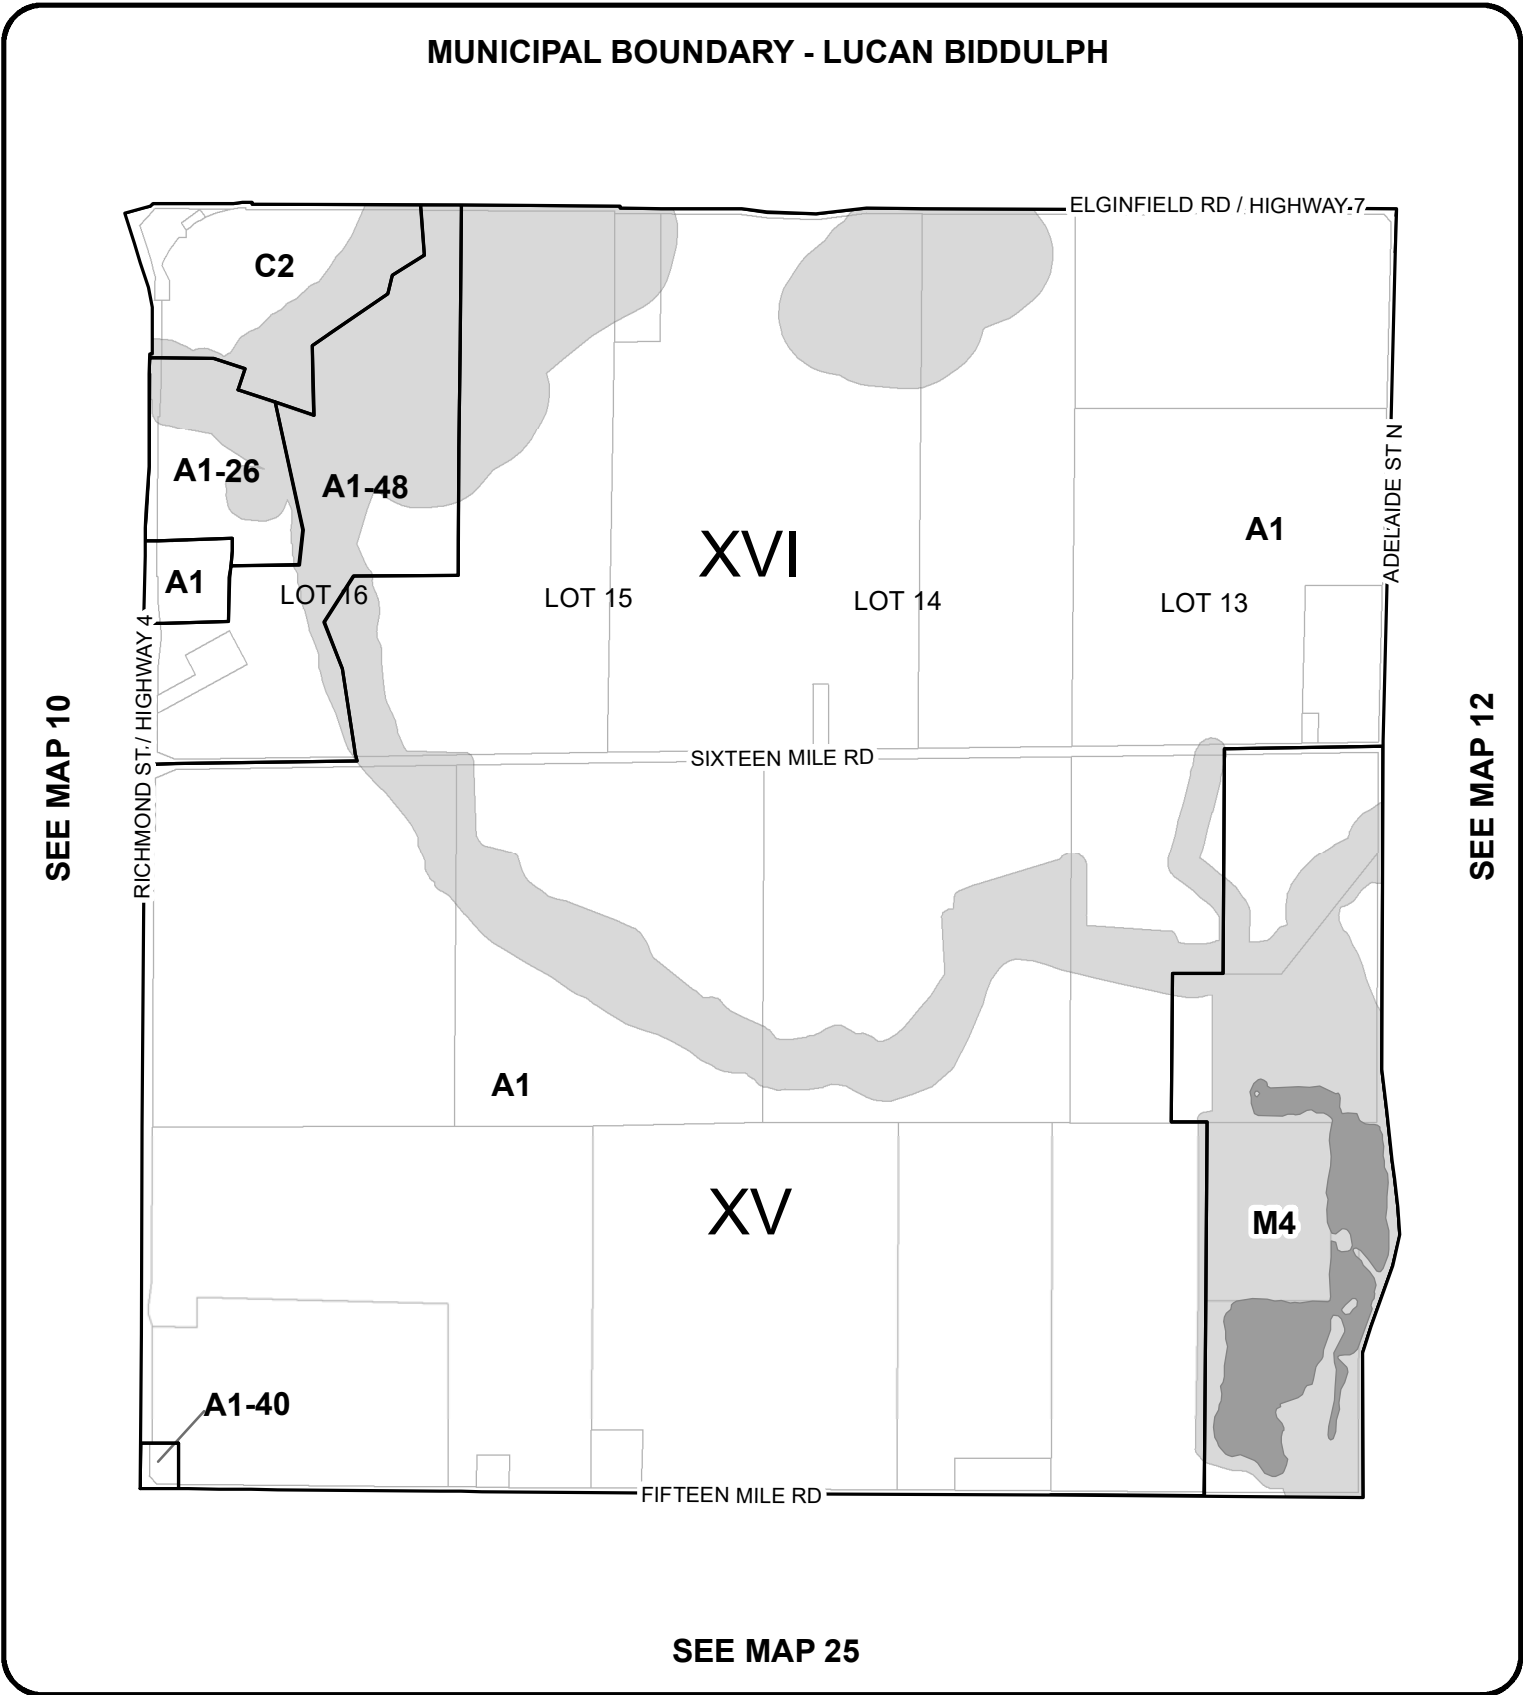 MUNICIPAL BOUNDARY - LUCAN BIDDULPH
ELGINFIELD RD / HIGHWAY 7
C2
A1-26
A1-48
A1
XVI
A1
ADELAIDE ST N
LOT 16
LOT 15
LOT 14
LOT 13
RICHMOND ST / HIGHWAY 4
SEE MAP 10
SEE MAP 12
SIXTEEN MILE RD
A1
XV
M4
A1-40
FIFTEEN MILE RD
SEE MAP 25